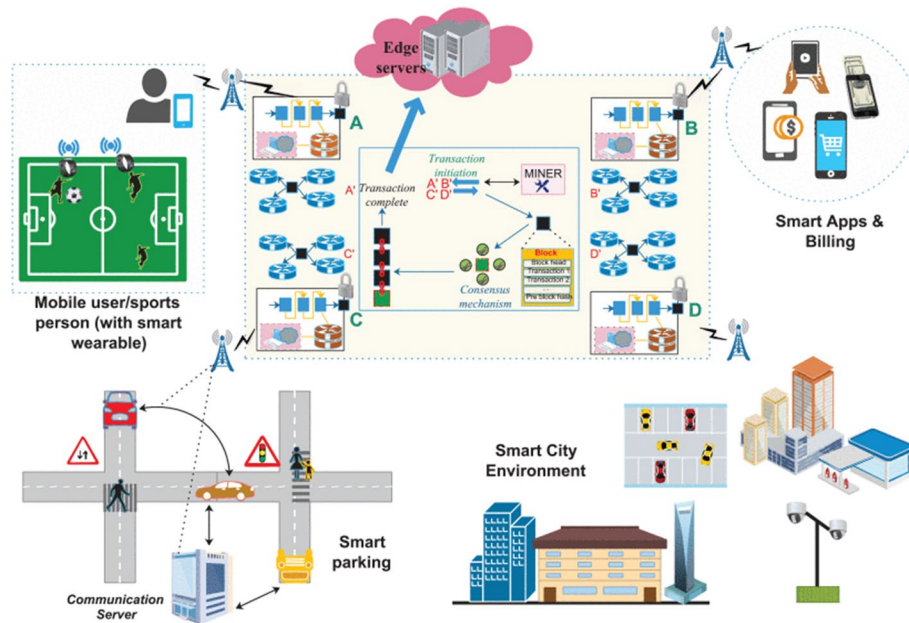 Edge
servers
A
B
Transaction
initiation
A' B'
C' D'
MINER
Transaction
complete
A'
B'
C'
D'
Block
Block head
Transaction 1
Transaction 2
...
Pre block hash
Consensus
mechanism
C
D
Mobile user/sports
person (with smart
wearable)
$
Smart Apps &
Billing
Smart City
Environment
Smart
parking
Communication
Server